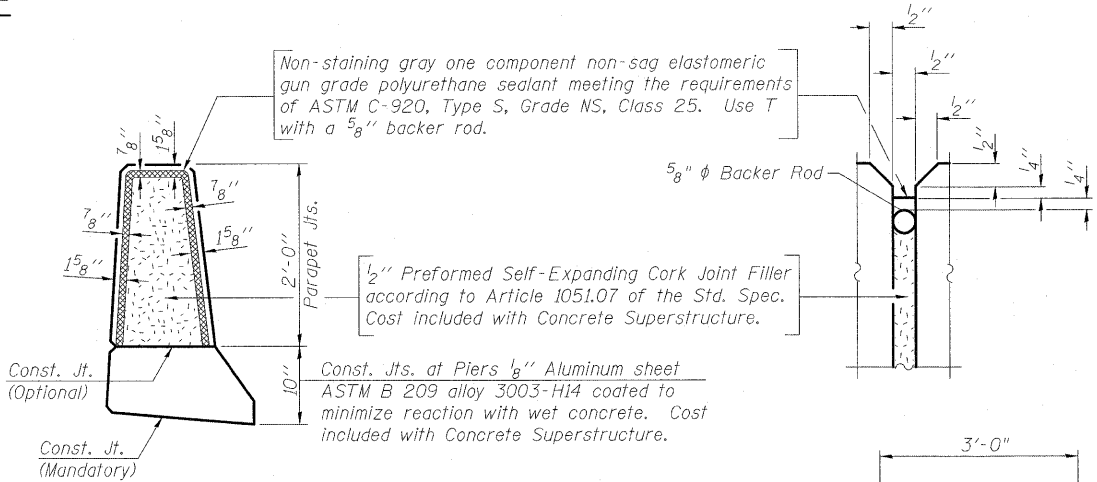 Non-staining gray one component non-sag elastomeric
gun grade polyurethane sealant meeting the requirements
of ASTM C-920, Type S, Grade NS, Class 25. Use T
with a 5/8" backer rod.
1/2"
1/2"
1/2"
1/2"
1/4"
1/4"
5/8" φ Backer Rod
7/8"
1 5/8"
7/8"
7/8"
1 5/8"
1 5/8"
2'-0"
Parapet Jts.
1/2" Preformed Self-Expanding Cork Joint Filler
according to Article 1051.07 of the Std. Spec.
Cost included with Concrete Superstructure.
Const. Jt.
(Optional)
10"
Const. Jts. at Piers 1/8" Aluminum sheet
ASTM B 209 alloy 3003-H14 coated to
minimize reaction with wet concrete. Cost
included with Concrete Superstructure.
Const. Jt.
(Mandatory)
3'-0"